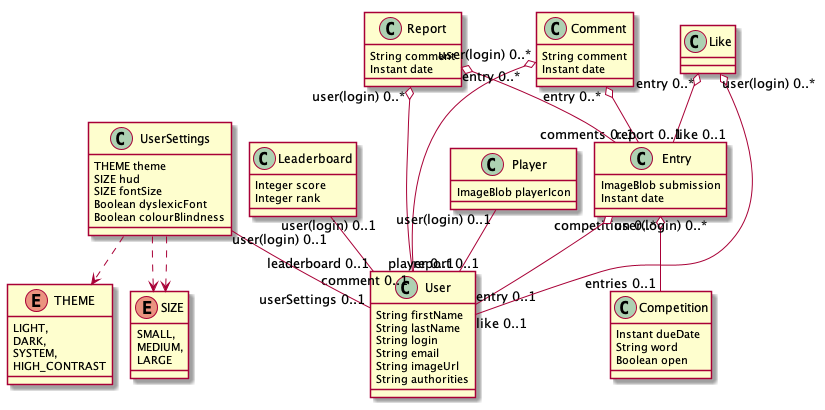 C Report
String comment
Instant date
C Comment
String comment
Instant date
C Like
user(login) 0..*
entry 0..*
user(login) 0..*
entry 0..*
entry 0..*
user(login) 0..*
C UserSettings
THEME theme
SIZE hud
SIZE fontSize
Boolean dyslexicFont
Boolean colourBlindness
C Leaderboard
Integer score
Integer rank
C Player
ImageBlob playerIcon
comments 0..1
report 0..1
like 0..1
C Entry
ImageBlob submission
Instant date
user(login) 0..1
user(login) 0..1
user(login) 0..1
competition 0..*
user(login) 0..*
leaderboard 0..1
player 0..1
report 0..1
comment 0..1
userSettings 0..1
entry 0..1
like 0..1
entries 0..1
E THEME
LIGHT,
DARK,
SYSTEM,
HIGH_CONTRAST
E SIZE
SMALL,
MEDIUM,
LARGE
C User
String firstName
String lastName
String login
String email
String imageUrl
String authorities
C Competition
Instant dueDate
String word
Boolean open